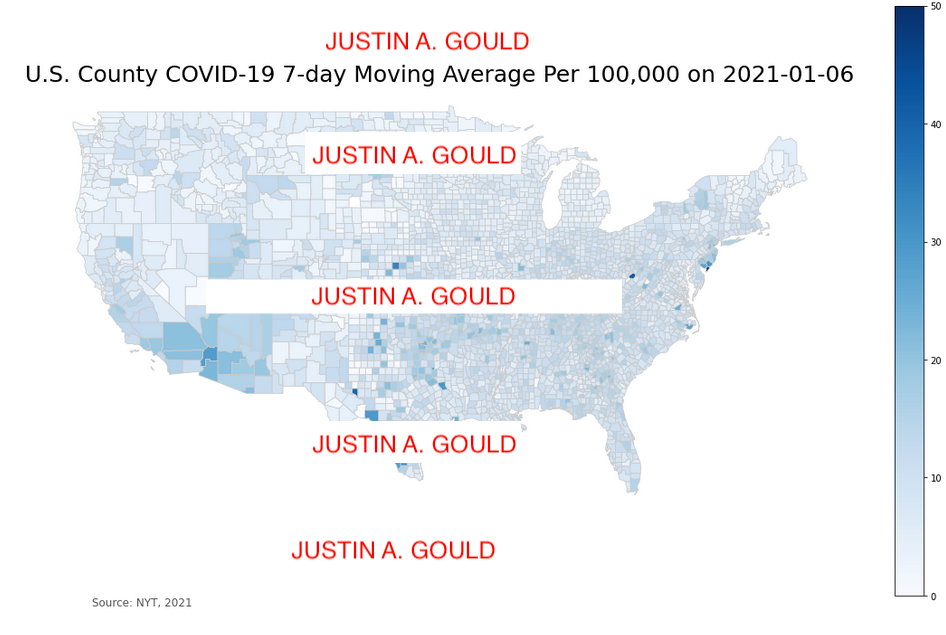 50
JUSTIN A. GOULD
U.S. County COVID-19 7-day Moving Average Per 100,000 on 2021-01-06
40
JUSTIN A. GOULD
30
JUSTIN A. GOULD
20
JUSTIN A. GOULD
10
JUSTIN A. GOULD
0
Source: NYT, 2021